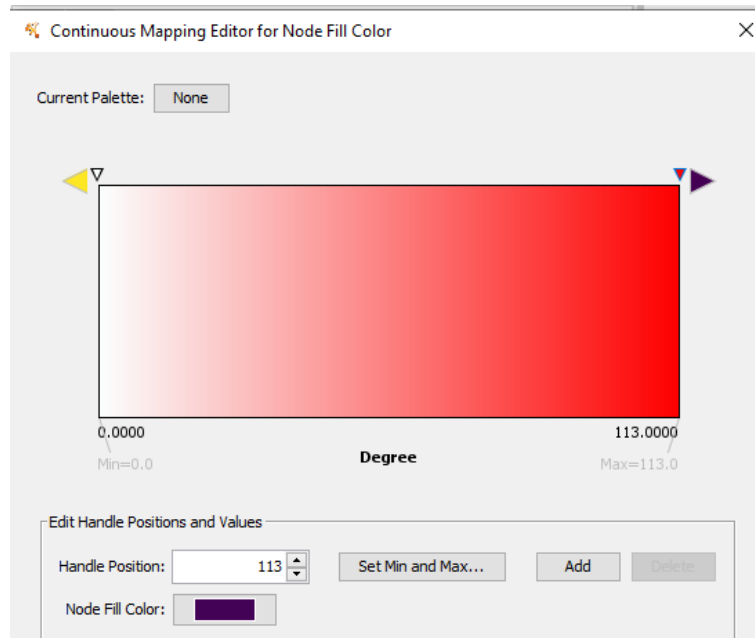 Continuous Mapping Editor for Node Fill Color
Current Palette: None
0.0000 113.0000
Min=0.0 Degree Max=113.0
Edit Handle Positions and Values
Handle Position: 113 Set Min and Max... Add Delete
Node Fill Color: